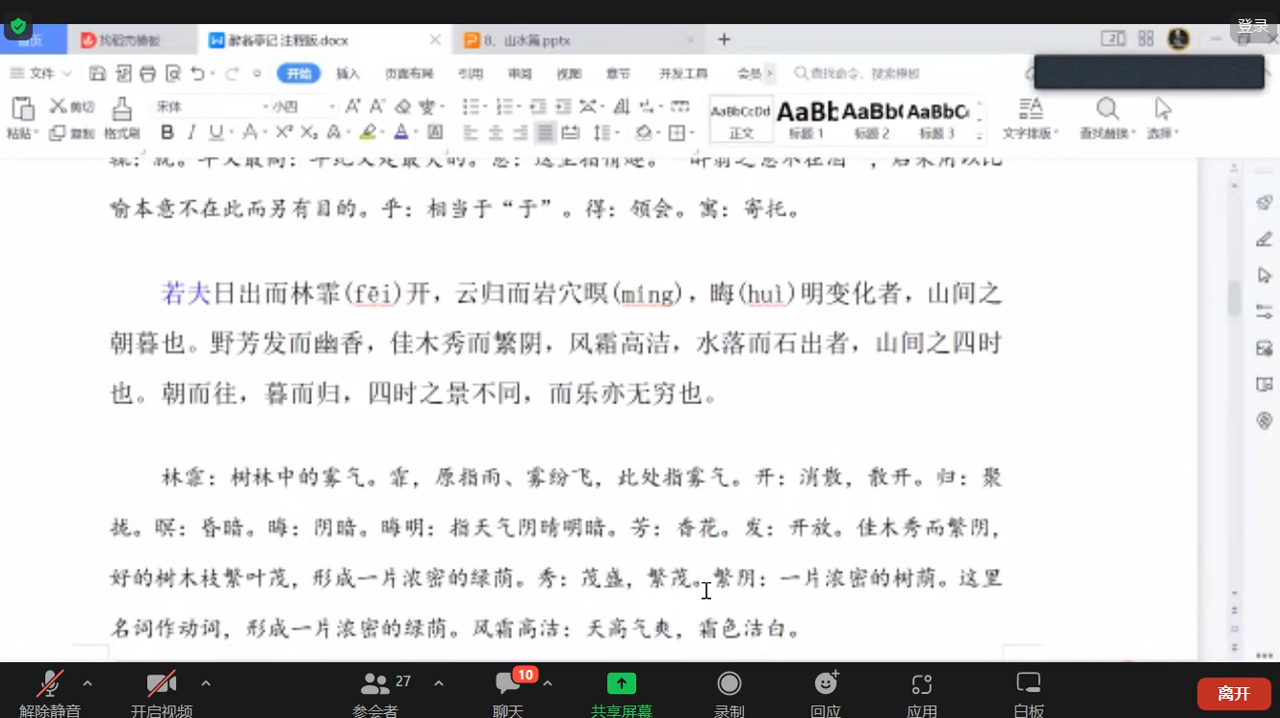 登录
首页 找稻壳模板 醉翁亭记 注释版.docx 8、山水篇.pptx
文件 开始 插入 页面布局 引用 审阅 视图 章节 开发工具 会员 查找命令、搜索模板
剪切 宋体 小四
粘贴 复制 格式刷 B I U A X² X₂ A A A AaBbCcDd 正文 AaBb 标题 1 AaBb( 标题 2 AaBbC 标题 3 文字排版 查找替换 选择
喻本意不在此而另有目的。乎：相当于“于”。得：领会。寓：寄托。
若夫日出而林霏(fēi)开，云归而岩穴暝(míng)，晦(huì)明变化者，山间之
朝暮也。野芳发而幽香，佳木秀而繁阴，风霜高洁，水落而石出者，山间之四时
也。朝而往，暮而归，四时之景不同，而乐亦无穷也。
林霏：树林中的雾气。霏，原指雨、雾纷飞，此处指雾气。开：消散，散开。归：聚
拢。暝：昏暗。晦：阴暗。晦明：指天气阴晴明暗。芳：香花。发：开放。佳木秀而繁阴，
好的树木枝繁叶茂，形成一片浓密的绿荫。秀：茂盛，繁茂。繁阴：一片浓密的树荫。这里
名词作动词，形成一片浓密的绿荫。风霜高洁：天高气爽，霜色洁白。
27 10
解除静音 开启视频 参会者 聊天 共享屏幕 录制 回应 应用 白板 离开